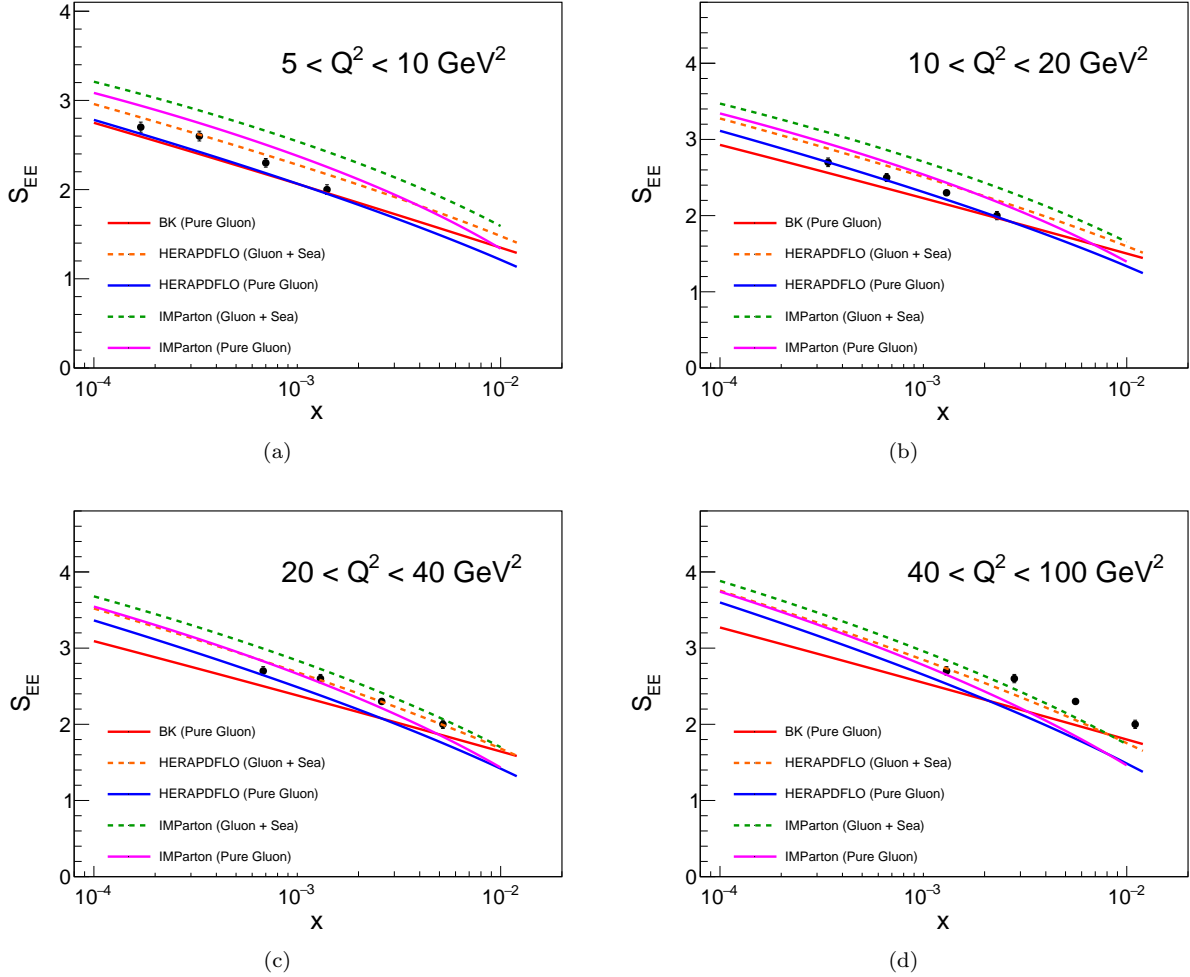 5 < Q² < 10 GeV²
S_EE
4
3
2
1
0
BK (Pure Gluon)
HERAPDFLO (Gluon + Sea)
HERAPDFLO (Pure Gluon)
IMParton (Gluon + Sea)
IMParton (Pure Gluon)
10⁻⁴
10⁻³
10⁻²
x
(a)
10 < Q² < 20 GeV²
S_EE
4
3
2
1
0
BK (Pure Gluon)
HERAPDFLO (Gluon + Sea)
HERAPDFLO (Pure Gluon)
IMParton (Gluon + Sea)
IMParton (Pure Gluon)
10⁻⁴
10⁻³
10⁻²
x
(b)
20 < Q² < 40 GeV²
S_EE
4
3
2
1
0
BK (Pure Gluon)
HERAPDFLO (Gluon + Sea)
HERAPDFLO (Pure Gluon)
IMParton (Gluon + Sea)
IMParton (Pure Gluon)
10⁻⁴
10⁻³
10⁻²
x
(c)
40 < Q² < 100 GeV²
S_EE
4
3
2
1
0
BK (Pure Gluon)
HERAPDFLO (Gluon + Sea)
HERAPDFLO (Pure Gluon)
IMParton (Gluon + Sea)
IMParton (Pure Gluon)
10⁻⁴
10⁻³
10⁻²
x
(d)